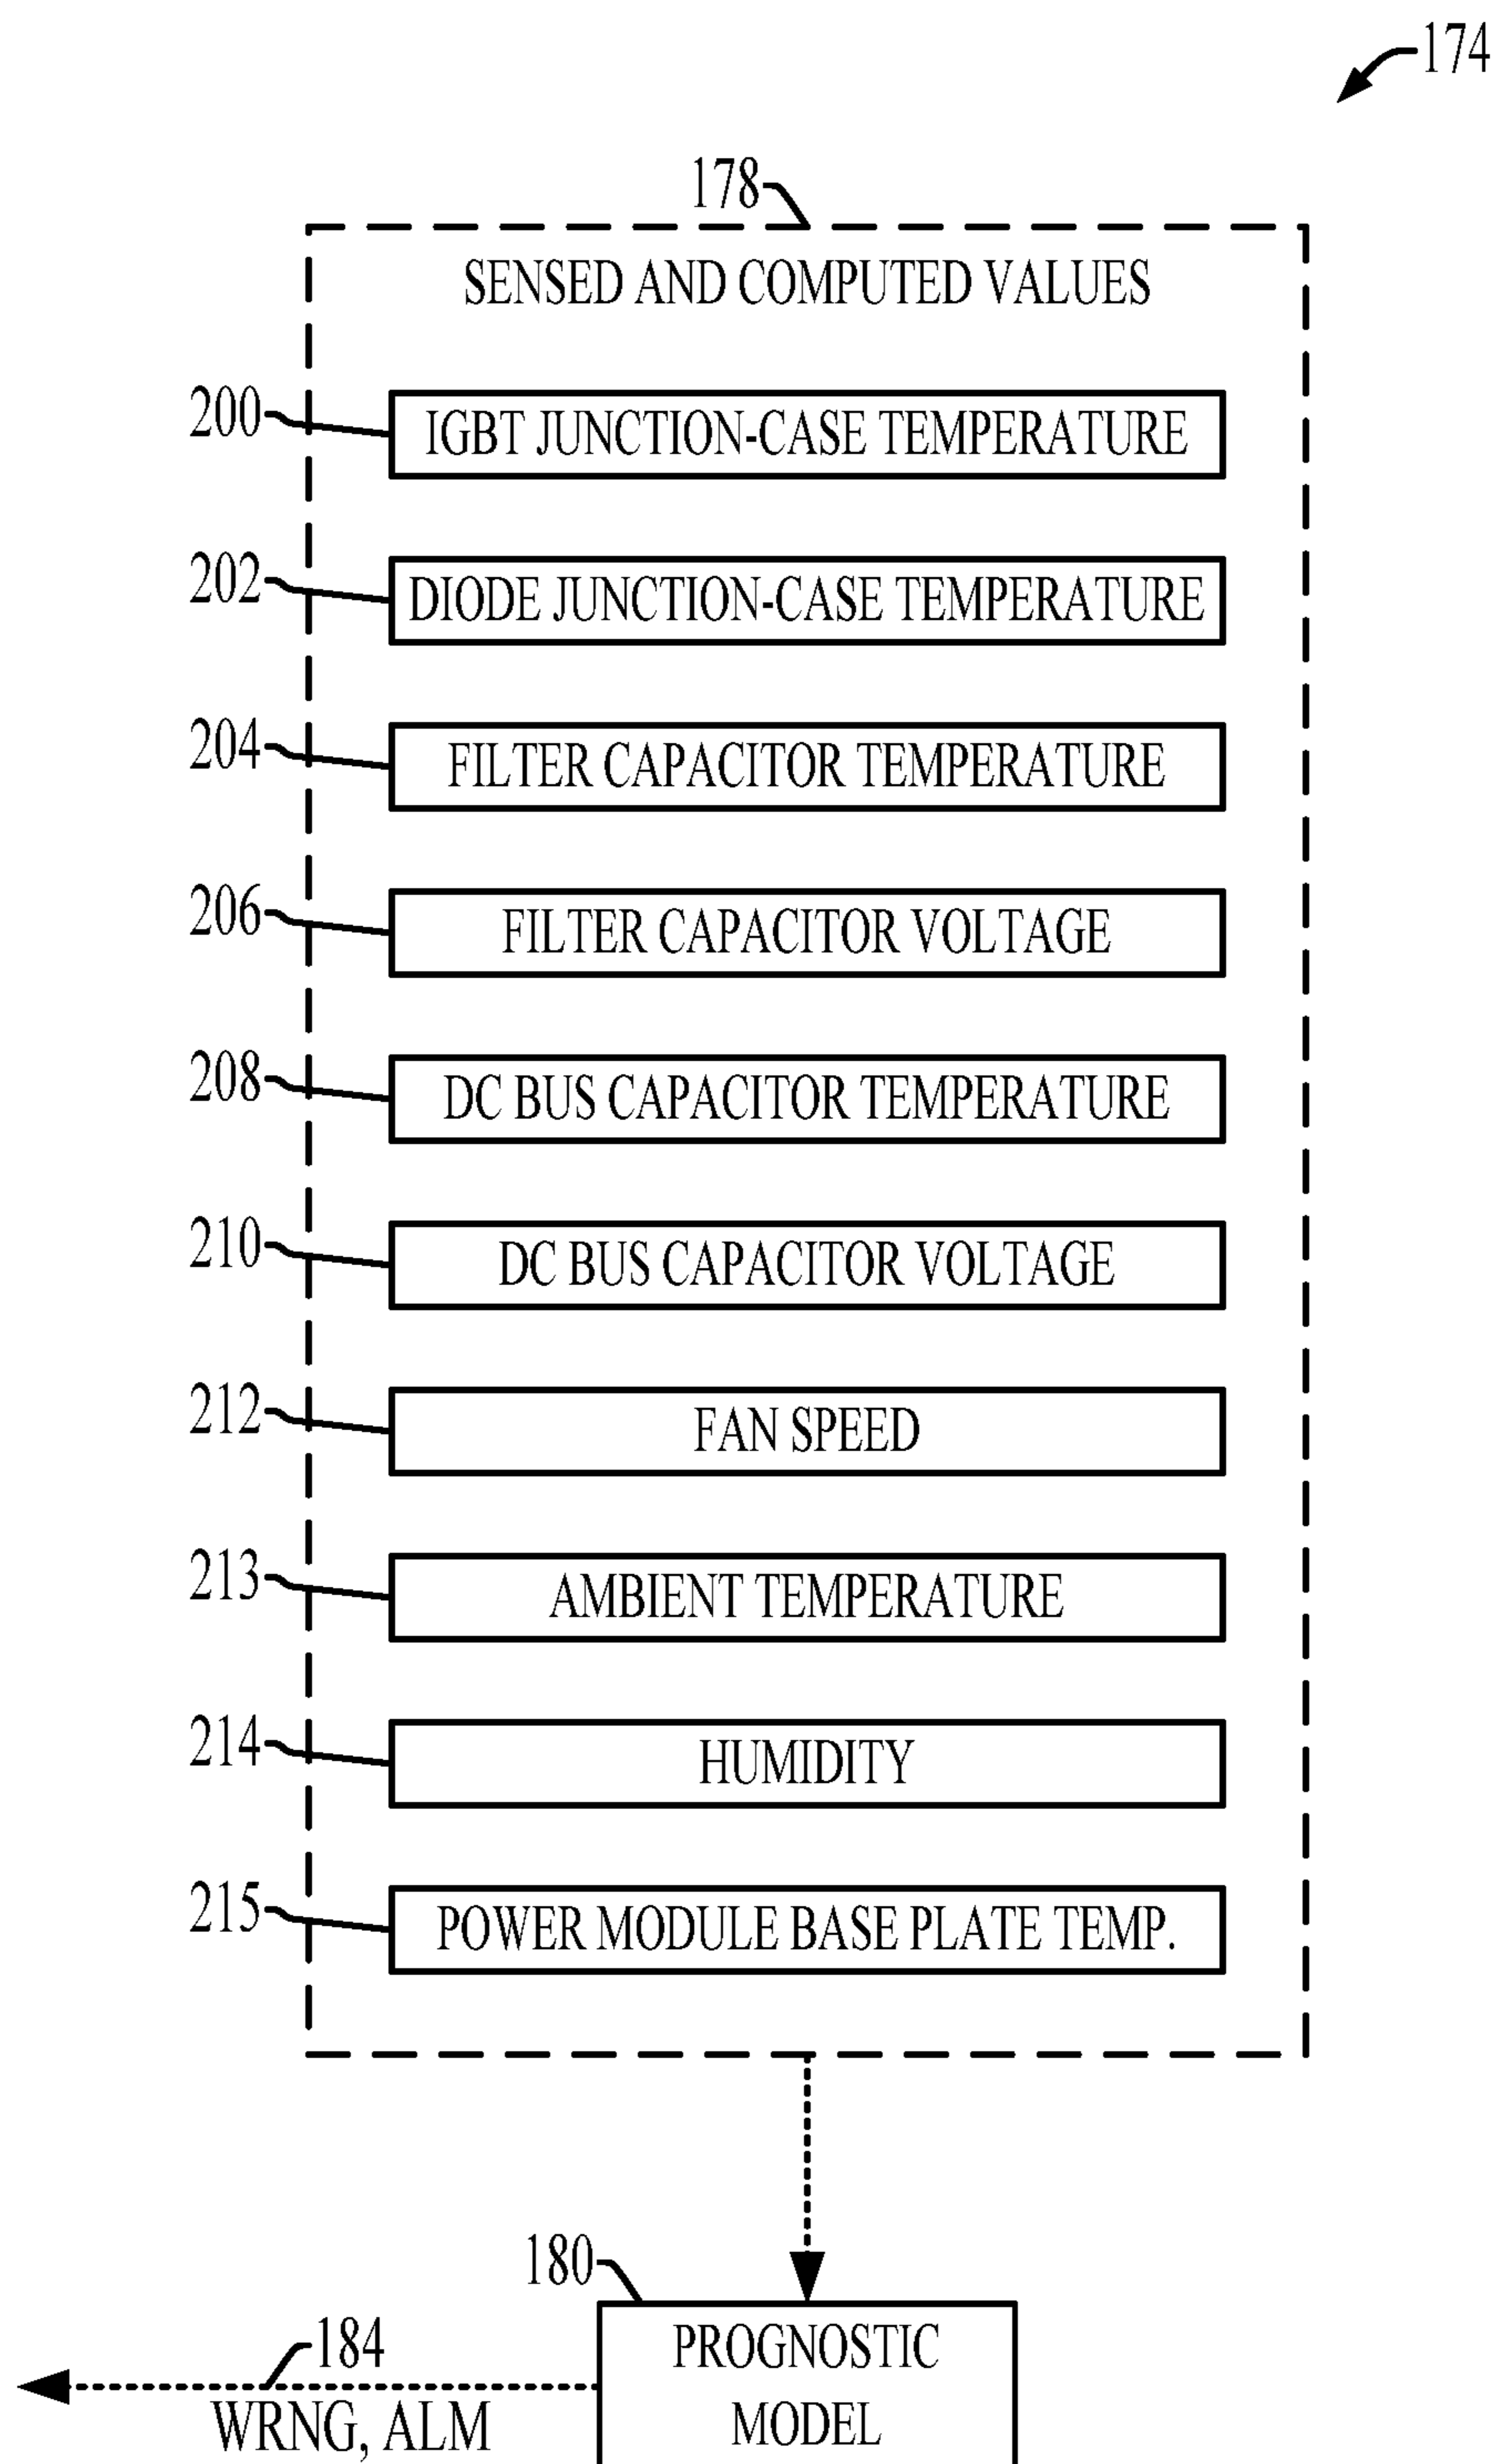 174
178
SENSED AND COMPUTED VALUES
200 IGBT JUNCTION-CASE TEMPERATURE
202 DIODE JUNCTION-CASE TEMPERATURE
204 FILTER CAPACITOR TEMPERATURE
206 FILTER CAPACITOR VOLTAGE
208 DC BUS CAPACITOR TEMPERATURE
210 DC BUS CAPACITOR VOLTAGE
212 FAN SPEED
213 AMBIENT TEMPERATURE
214 HUMIDITY
215 POWER MODULE BASE PLATE TEMP.
180
184
PROGNOSTIC
WRNG, ALM
MODEL